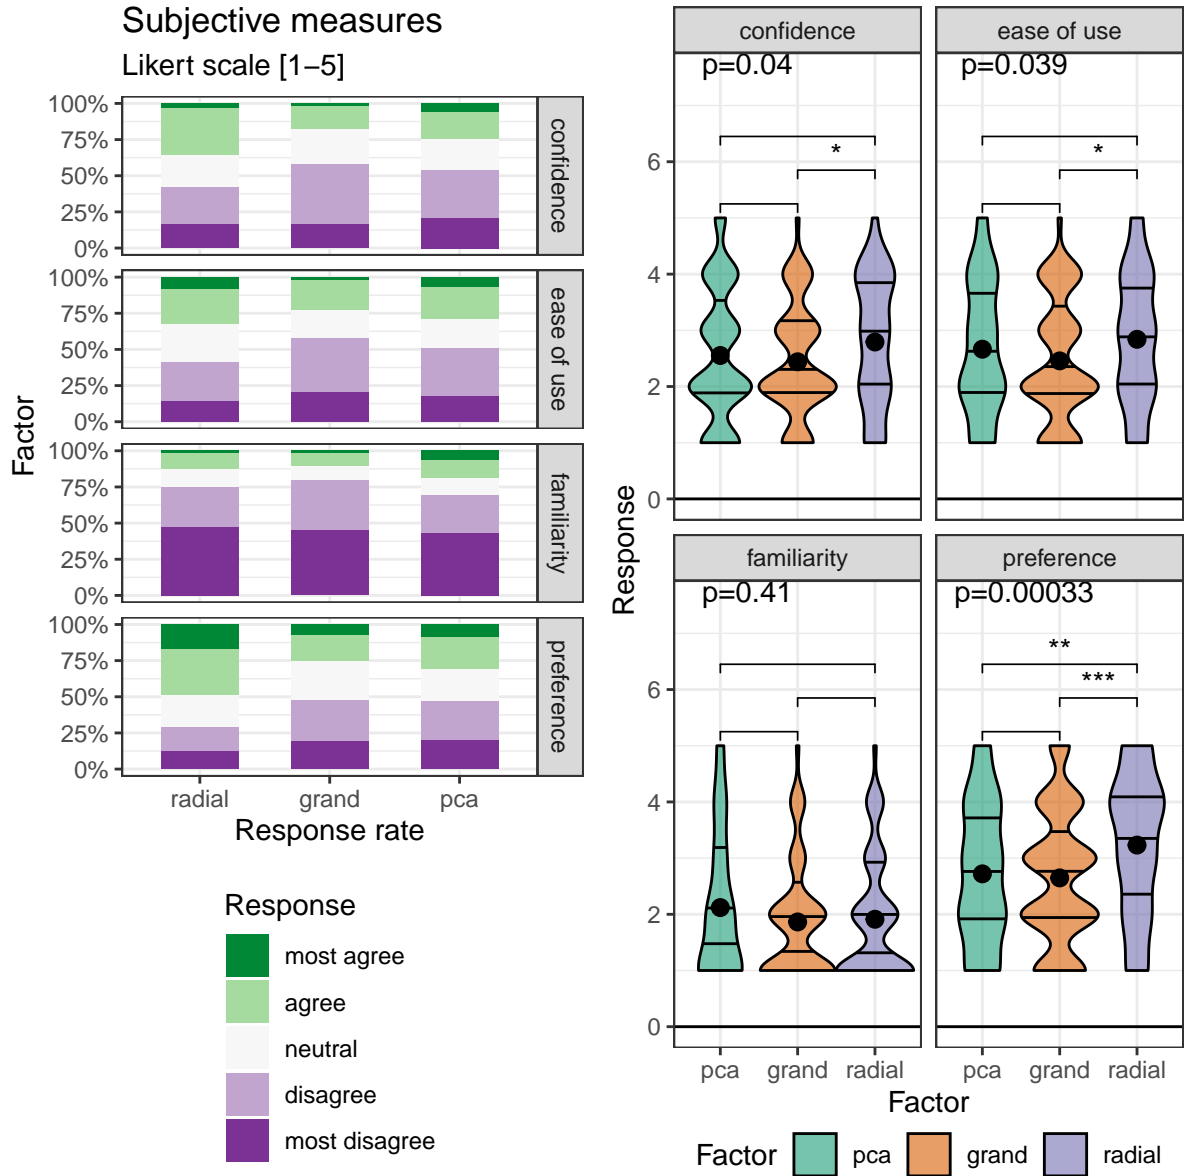 Subjective measures
Likert scale [1–5]
Factor
100%
75%
50%
25%
0%
confidence
100%
75%
50%
25%
0%
ease of use
100%
75%
50%
25%
0%
familiarity
100%
75%
50%
25%
0%
preference
radial grand pca
Response rate
Response
most agree
agree
neutral
disagree
most disagree
Response
confidence
p=0.04
*
6
4
2
0
ease of use
p=0.039
*
familiarity
p=0.41
6
4
2
0
preference
p=0.00033
**
***
pca grand radial
pca grand radial
Factor
Factor pca grand radial